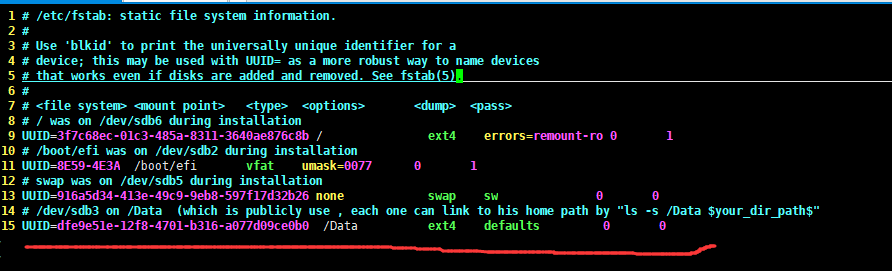 1 # /etc/fstab: static file system information.
2 #
3 # Use 'blkid' to print the universally unique identifier for a
4 # device; this may be used with UUID= as a more robust way to name devices
5 # that works even if disks are added and removed. See fstab(5).
6 #
7 # <file system> <mount point>   <type>  <options>       <dump>  <pass>
8 # / was on /dev/sdb6 during installation
9 UUID=3f7c68ec-01c3-485a-8311-3640ae876c8b /               ext4    errors=remount-ro 0       1
10 # /boot/efi was on /dev/sdb2 during installation
11 UUID=8E59-4E3A  /boot/efi       vfat    umask=0077      0       1
12 # swap was on /dev/sdb5 during installation
13 UUID=916a5d34-413e-49c9-9eb8-597f17d32b26 none            swap    sw              0       0
14 # /dev/sdb3 on /Data  (which is publicly use , each one can link to his home path by "ls -s /Data $your_dir_path$"
15 UUID=dfe9e51e-12f8-4701-b316-a077d09ce0b0  /Data          ext4    defaults         0       0